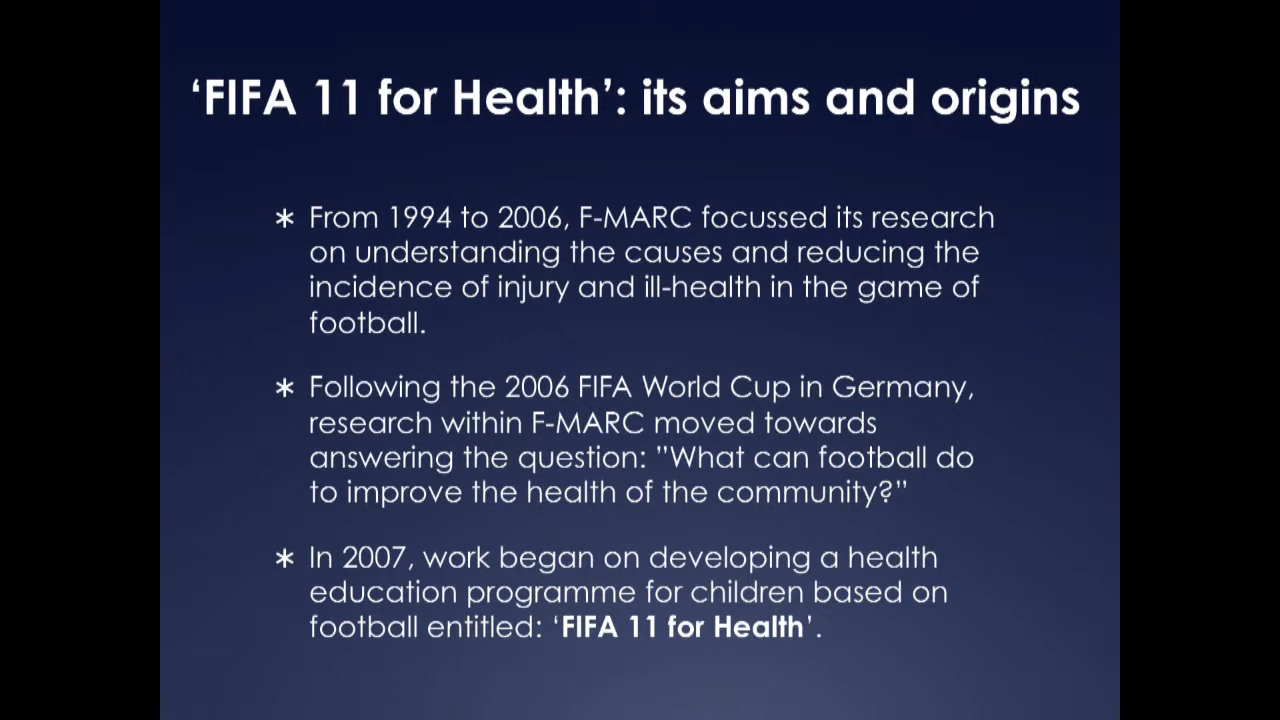 ‘FIFA 11 for Health’: its aims and origins
* From 1994 to 2006, F-MARC focussed its research
on understanding the causes and reducing the
incidence of injury and ill-health in the game of
football.
* Following the 2006 FIFA World Cup in Germany,
research within F-MARC moved towards
answering the question: ”What can football do
to improve the health of the community?”
* In 2007, work began on developing a health
education programme for children based on
football entitled: ‘FIFA 11 for Health’.